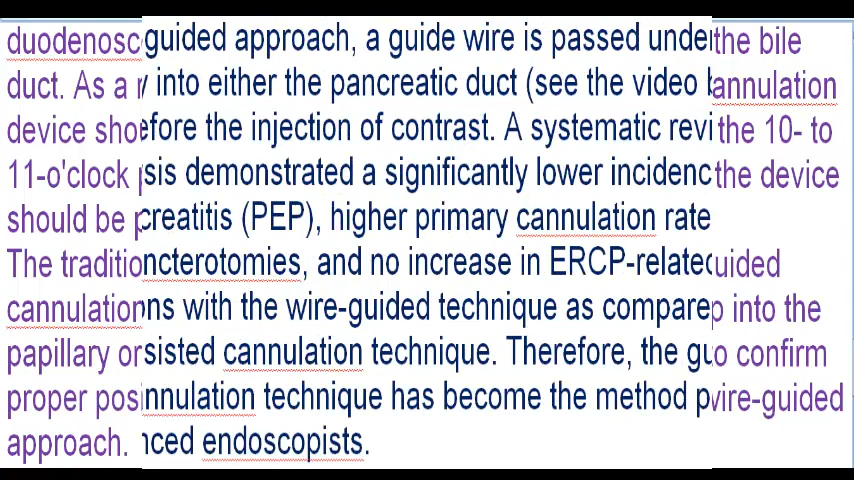 duodenosc guided approach, a guide wire is passed unde the bile
duct. As a into either the pancreatic duct (see the video annulation
device sho efore the injection of contrast. A systematic revi the 10- to
11-o'clock sis demonstrated a significantly lower incidenc the device
should be creatitis (PEP), higher primary cannulation rate
The traditio ncterotomies, and no increase in ERCP-relate uided
cannulation ns with the wire-guided technique as compare into the
papillary or sisted cannulation technique. Therefore, the gu o confirm
proper pos nnulation technique has become the method p wire-guided
approach. nced endoscopists.